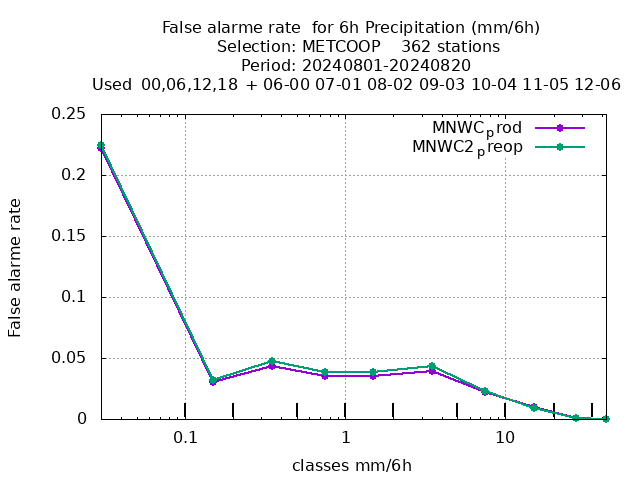 False alarme rate  for 6h Precipitation (mm/6h)
Selection: METCOOP    362 stations
Period: 20240801-20240820
Used  00,06,12,18  + 06-00 07-01 08-02 09-03 10-04 11-05 12-06
MNWCprod
MNWC2preop
0.25
0.2
0.15
0.1
0.05
0
False alarme rate
0.1
1
10
classes mm/6h